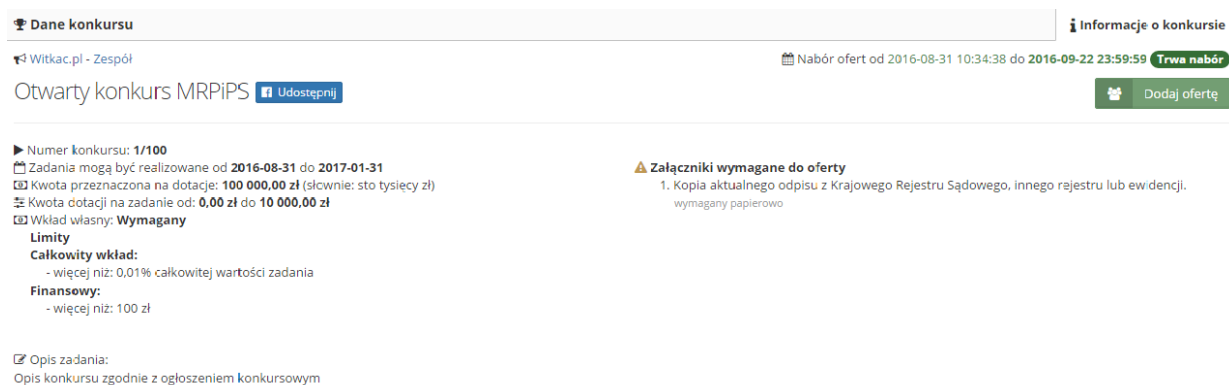 Dane konkursu
Informacje o konkursie
Witkac.pl - Zespół
Nabór ofert od 2016-08-31 10:34:38 do 2016-09-22 23:59:59 Trwa nabór
Otwarty konkurs MRPiPS Udostępnij
Dodaj ofertę
Numer konkursu: 1/100
Zadania mogą być realizowane od 2016-08-31 do 2017-01-31
Kwota przeznaczona na dotacje: 100 000,00 zł (słownie: sto tysięcy zł)
Kwota dotacji na zadanie od: 0,00 zł do 10 000,00 zł
Wkład własny: Wymagany
Limity
Całkowity wkład:
- więcej niż: 0,01% całkowitej wartości zadania
Finansowy:
- więcej niż: 100 zł
Załączniki wymagane do oferty
1. Kopia aktualnego odpisu z Krajowego Rejestru Sądowego, innego rejestru lub ewidencji.
wymagany papierowo
Opis zadania:
Opis konkursu zgodnie z ogłoszeniem konkursowym